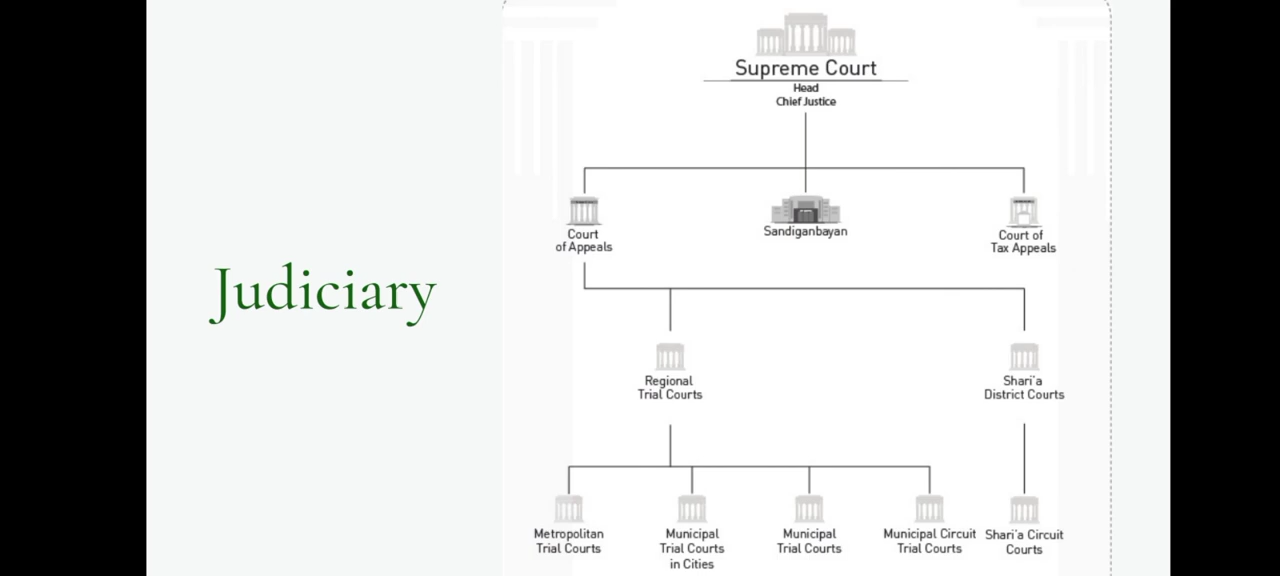 Judiciary
Supreme Court
Head
Chief Justice
Court
of Appeals
Sandiganbayan
Court of
Tax Appeals
Regional
Trial Courts
Shari'a
District Courts
Metropolitan
Trial Courts
Municipal
Trial Courts
in Cities
Municipal
Trial Courts
Municipal Circuit
Trial Courts
Shari'a Circuit
Courts